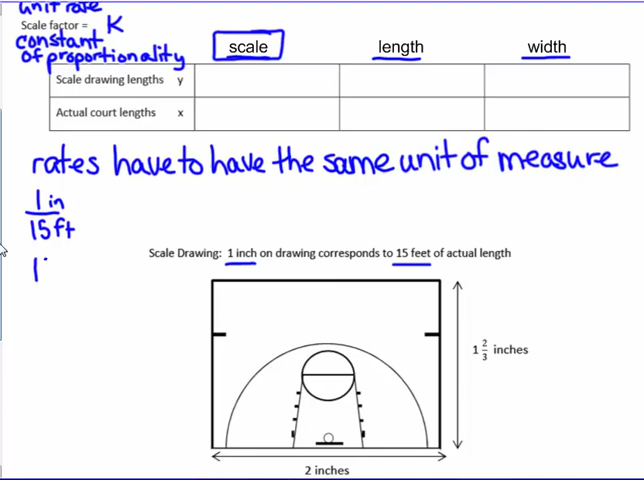 unit rate
Scale factor = K
constant
of proportionality
scale length width
Scale drawing lengths y
Actual court lengths x
rates have to have the same unit of measure
1 in
15 ft
1
Scale Drawing: 1 inch on drawing corresponds to 15 feet of actual length
1 2/3 inches
2 inches